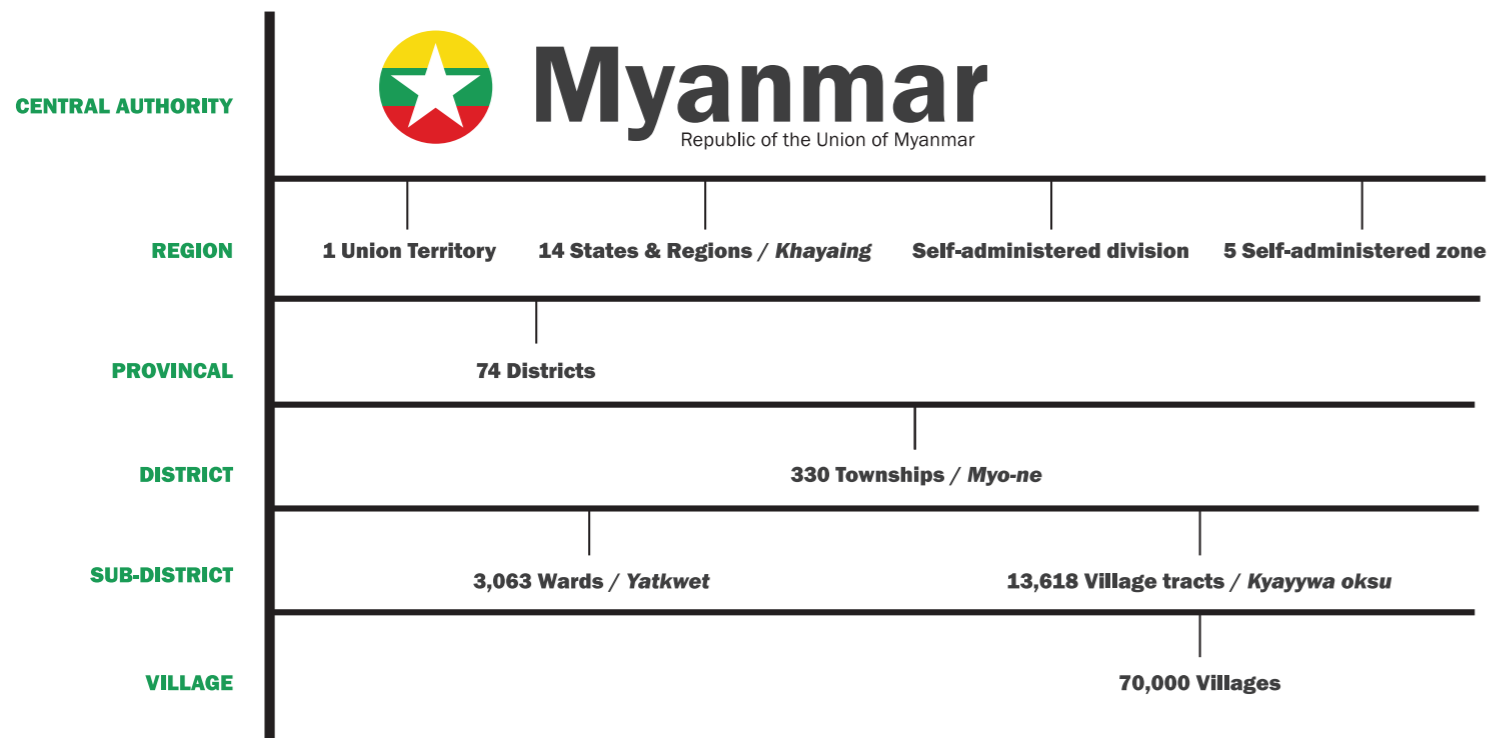 CENTRAL AUTHORITY
Myanmar
Republic of the Union of Myanmar
REGION
1 Union Territory
14 States & Regions / Khayaing
Self-administered division
5 Self-administered zone
PROVINCAL
74 Districts
DISTRICT
330 Townships / Myo-ne
SUB-DISTRICT
3,063 Wards / Yatkwet
13,618 Village tracts / Kyayywa oksu
VILLAGE
70,000 Villages